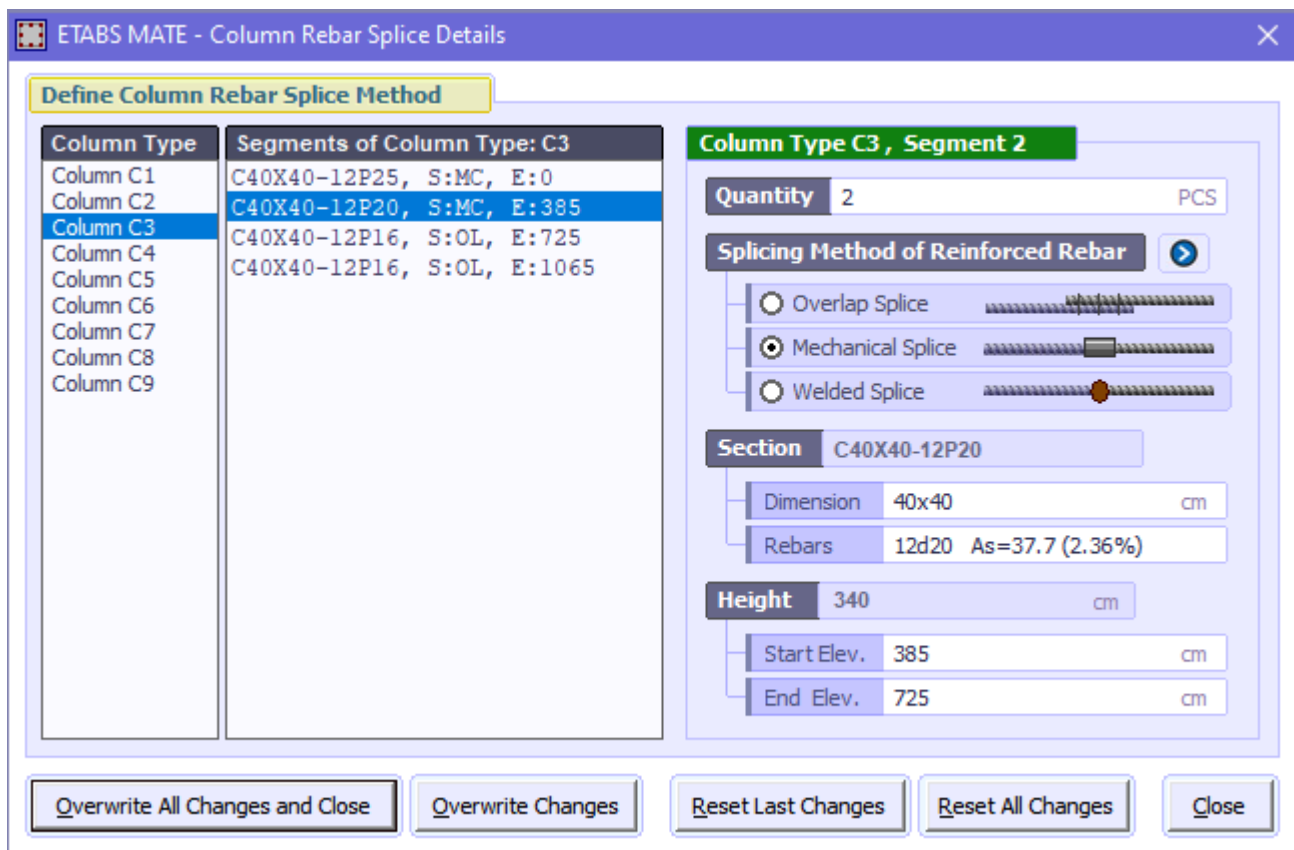 ETABS MATE - Column Rebar Splice Details
Define Column Rebar Splice Method
Column Type
Column C1
Column C2
Column C3
Column C4
Column C5
Column C6
Column C7
Column C8
Column C9
Segments of Column Type: C3
C40X40-12P25, S:MC, E:0
C40X40-12P20, S:MC, E:385
C40X40-12P16, S:OL, E:725
C40X40-12P16, S:OL, E:1065
Column Type C3 , Segment 2
Quantity 2 PCS
Splicing Method of Reinforced Rebar
Overlap Splice
Mechanical Splice
Welded Splice
Section C40X40-12P20
Dimension 40x40 cm
Rebars 12d20 As=37.7 (2.36%)
Height 340 cm
Start Elev. 385 cm
End Elev. 725 cm
Overwrite All Changes and Close
Overwrite Changes
Reset Last Changes
Reset All Changes
Close